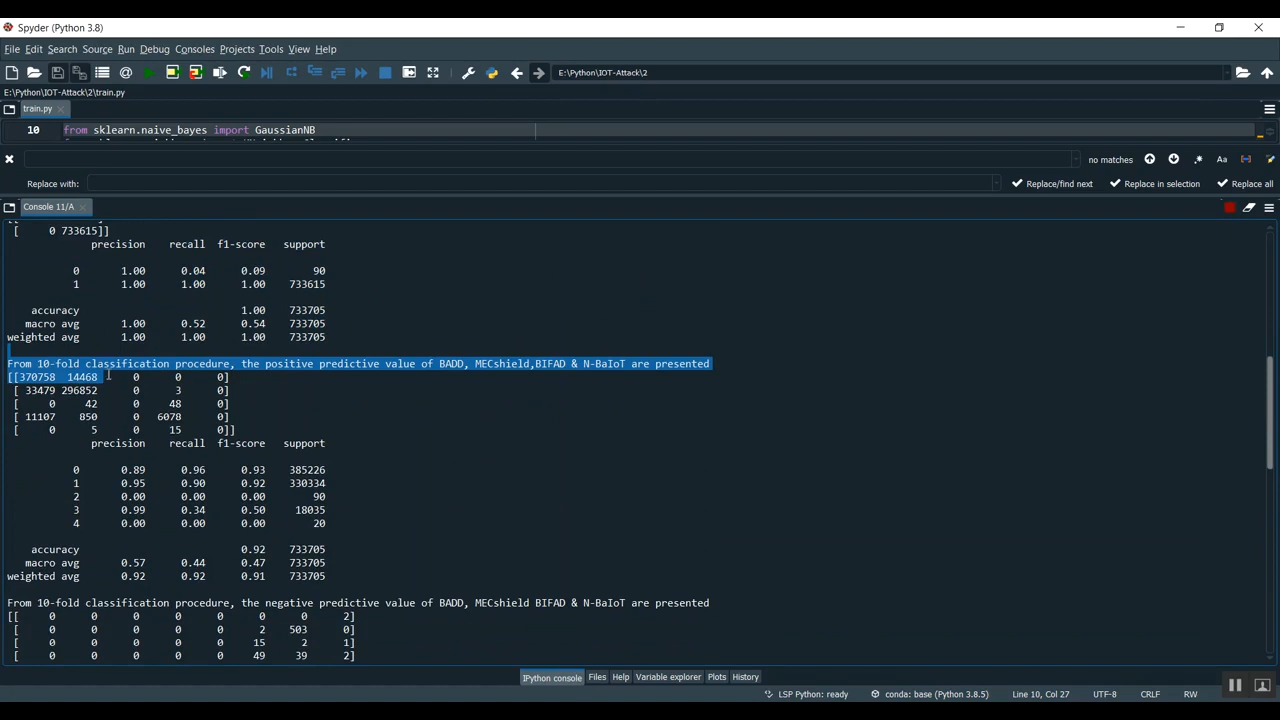 Spyder (Python 3.8)
File Edit Search Source Run Debug Consoles Projects Tools View Help
E:\Python\IOT-Attack\2
E:\Python\IOT-Attack\2\train.py
train.py
10 from sklearn.naive_bayes import GaussianNB
no matches
Aa
Replace with:
Replace/find next Replace in selection Replace all
Console 11/A
[ 0 733615]]
precision recall f1-score support
0 1.00 0.04 0.09 90
1 1.00 1.00 1.00 733615
accuracy 1.00 733705
macro avg 1.00 0.52 0.54 733705
weighted avg 1.00 1.00 1.00 733705
From 10-fold classification procedure, the positive predictive value of BADD, MECshield,BIFAD & N-BaIoT are presented
[[370758 14468 0 0 0]
[ 33479 296852 0 3 0]
[ 0 42 0 48 0]
[ 11107 850 0 6078 0]
[ 0 5 0 15 0]]
precision recall f1-score support
0 0.89 0.96 0.93 385226
1 0.95 0.90 0.92 330334
2 0.00 0.00 0.00 90
3 0.99 0.34 0.50 18035
4 0.00 0.00 0.00 20
accuracy 0.92 733705
macro avg 0.57 0.44 0.47 733705
weighted avg 0.92 0.92 0.91 733705
From 10-fold classification procedure, the negative predictive value of BADD, MECshield BIFAD & N-BaIoT are presented
[[ 0 0 0 0 0 0 2]
[ 0 0 0 0 2 503 0]
[ 0 0 0 0 15 2 1]
[ 0 0 0 0 49 39 2]
IPython console Files Help Variable explorer Plots History
LSP Python: ready conda: base (Python 3.8.5) Line 10, Col 27 UTF-8 CRLF RW